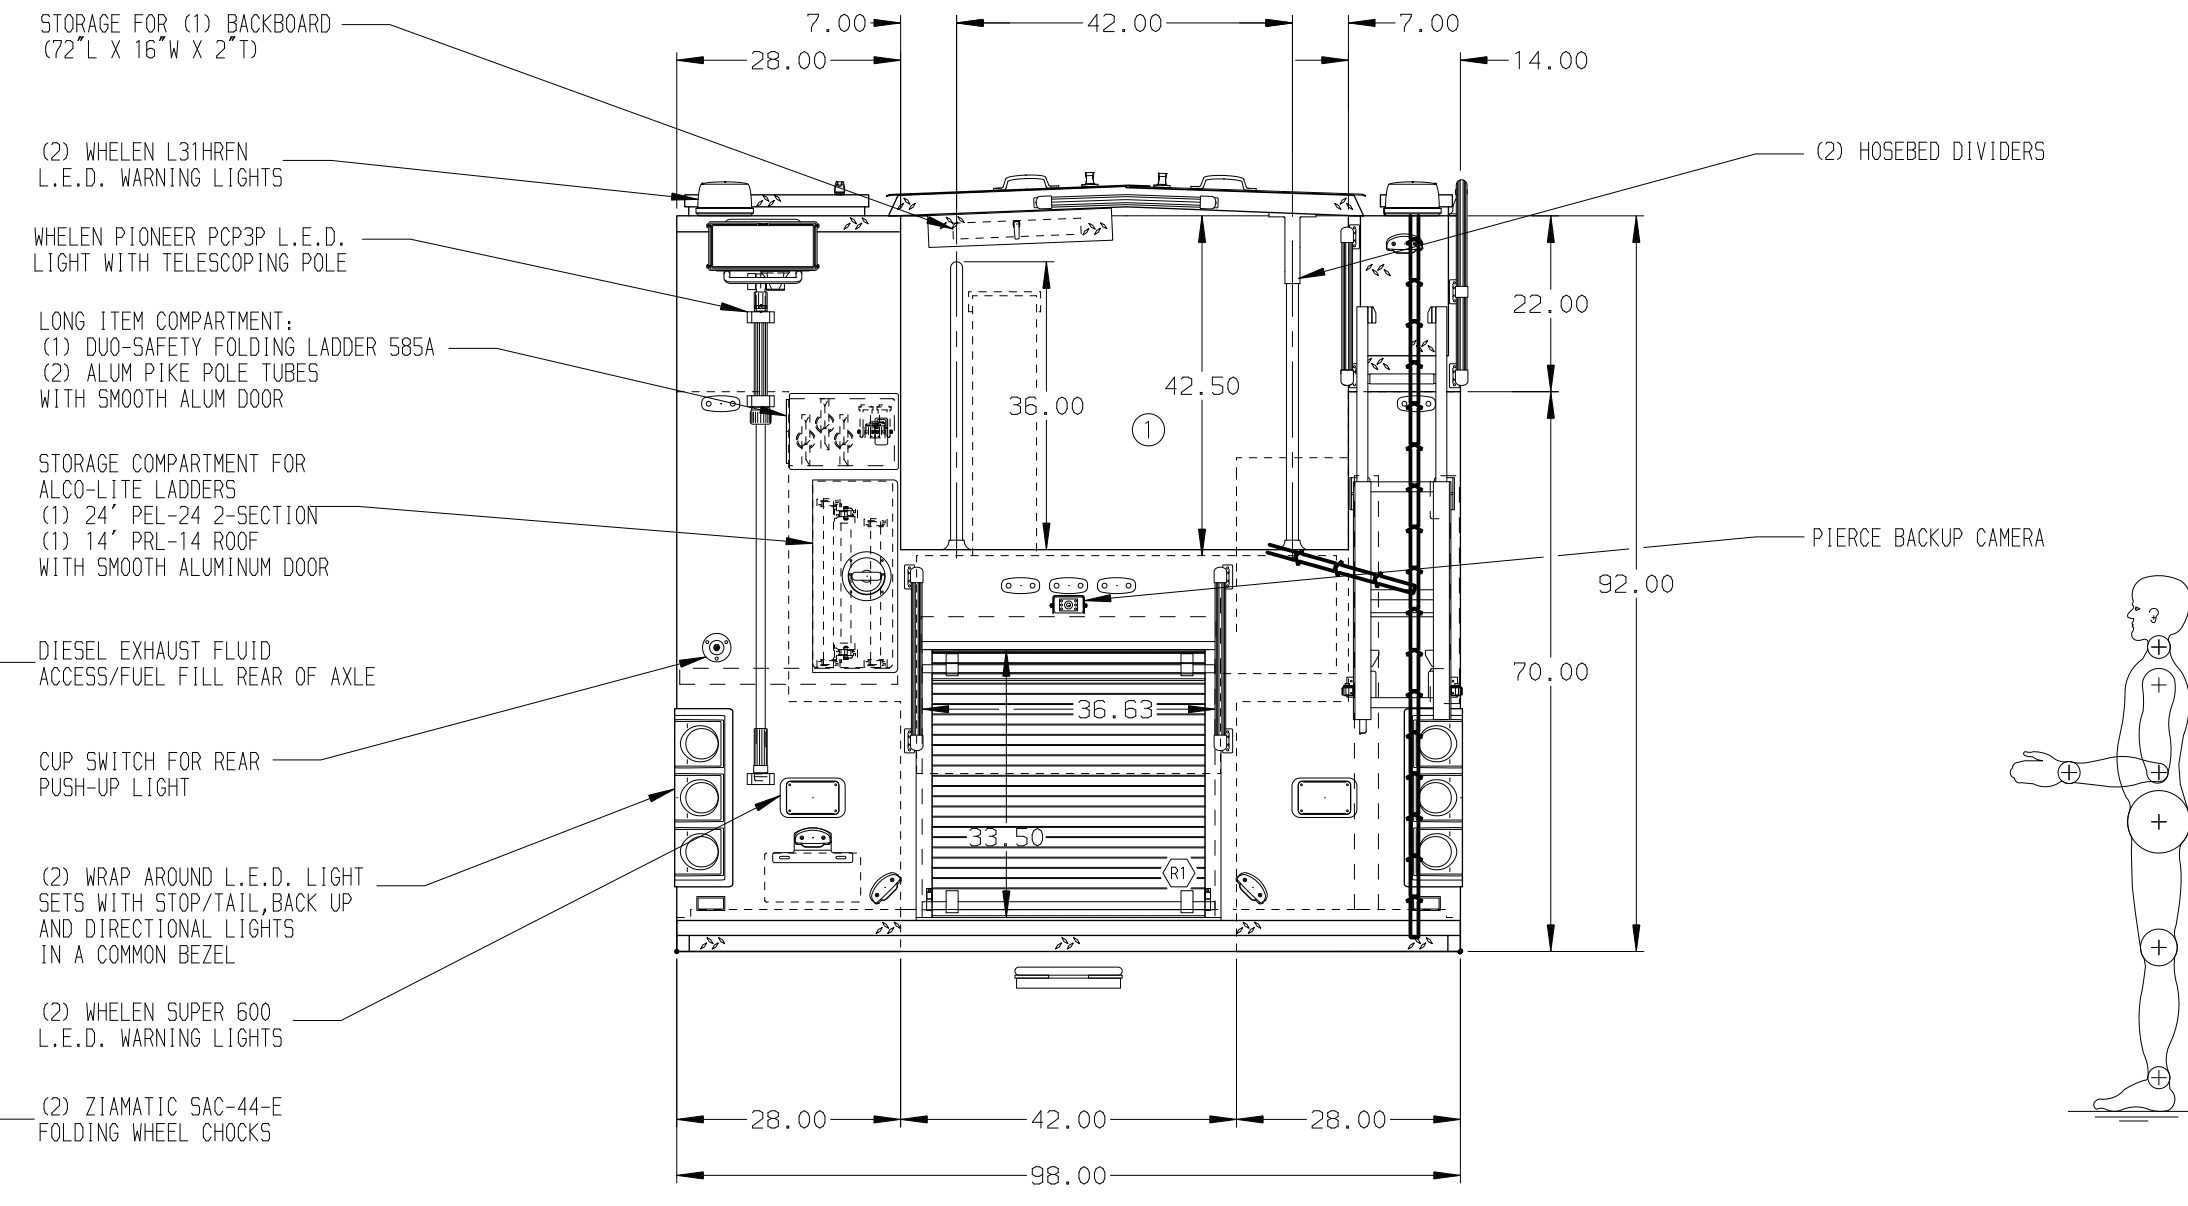 STORAGE FOR (1) BACKBOARD
(72"L X 16"W X 2"T)
(2) WHELEN L31HRFN
L.E.D. WARNING LIGHTS
WHELEN PIONEER PCP3P L.E.D.
LIGHT WITH TELESCOPING POLE
LONG ITEM COMPARTMENT:
(1) DUO-SAFETY FOLDING LADDER 585A
(2) ALUM PIKE POLE TUBES
WITH SMOOTH ALUM DOOR
STORAGE COMPARTMENT FOR
ALCO-LITE LADDERS
(1) 24' PEL-24 2-SECTION
(1) 14' PRL-14 ROOF
WITH SMOOTH ALUMINUM DOOR
DIESEL EXHAUST FLUID
ACCESS/FUEL FILL REAR OF AXLE
CUP SWITCH FOR REAR
PUSH-UP LIGHT
(2) WRAP AROUND L.E.D. LIGHT
SETS WITH STOP/TAIL,BACK UP
AND DIRECTIONAL LIGHTS
IN A COMMON BEZEL
(2) WHELEN SUPER 600
L.E.D. WARNING LIGHTS
(2) ZIAMATIC SAC-44-E
FOLDING WHEEL CHOCKS
7.00
42.00
7.00
28.00
14.00
36.00
42.50
1
22.00
92.00
70.00
36.63
33.50
R1
28.00
42.00
28.00
98.00
(2) HOSEBED DIVIDERS
PIERCE BACKUP CAMERA